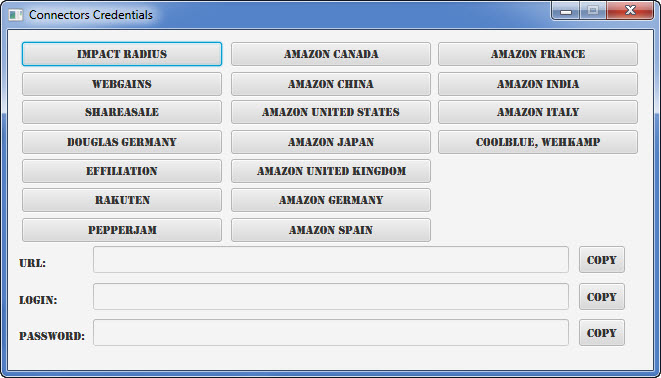 Connectors Credentials
IMPACT RADIUS AMAZON CANADA AMAZON FRANCE
WEBGAINS AMAZON CHINA AMAZON INDIA
SHAREASALE AMAZON UNITED STATES AMAZON ITALY
DOUGLAS GERMANY AMAZON JAPAN COOLBLUE, WEHKAMP
EFFILIATION AMAZON UNITED KINGDOM
RAKUTEN AMAZON GERMANY
PEPPERJAM AMAZON SPAIN
URL: COPY
LOGIN: COPY
PASSWORD: COPY